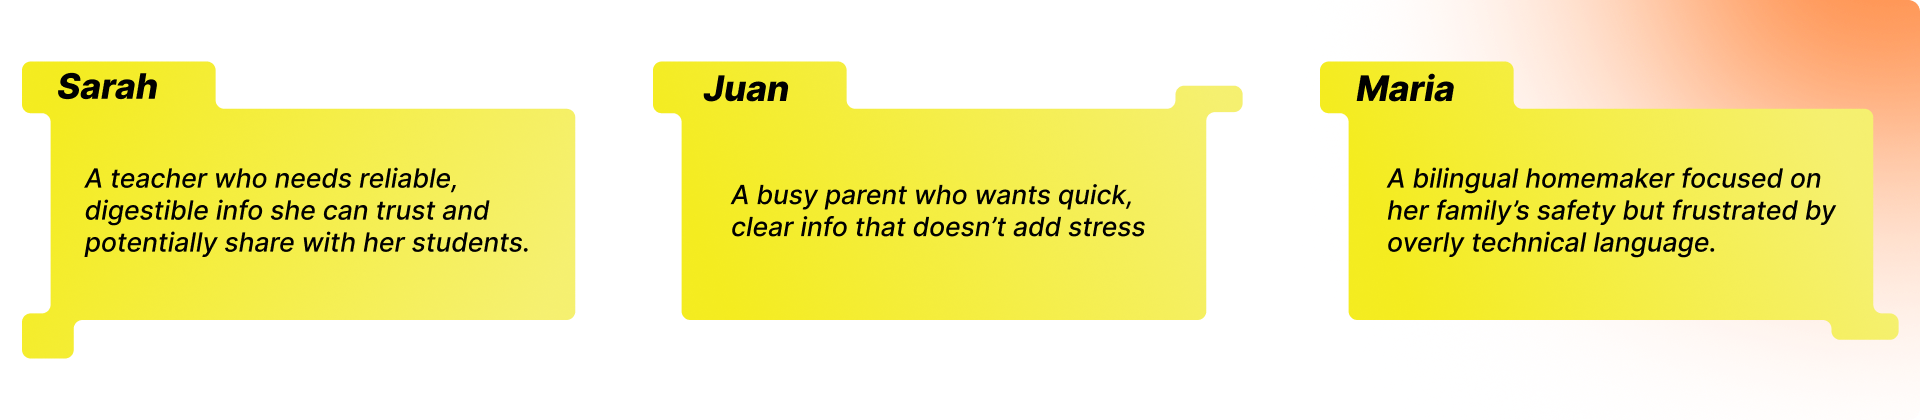 Sarah
A teacher who needs reliable,
digestible info she can trust and
potentially share with her students.
Juan
A busy parent who wants quick,
clear info that doesn’t add stress
Maria
A bilingual homemaker focused on
her family’s safety but frustrated by
overly technical language.